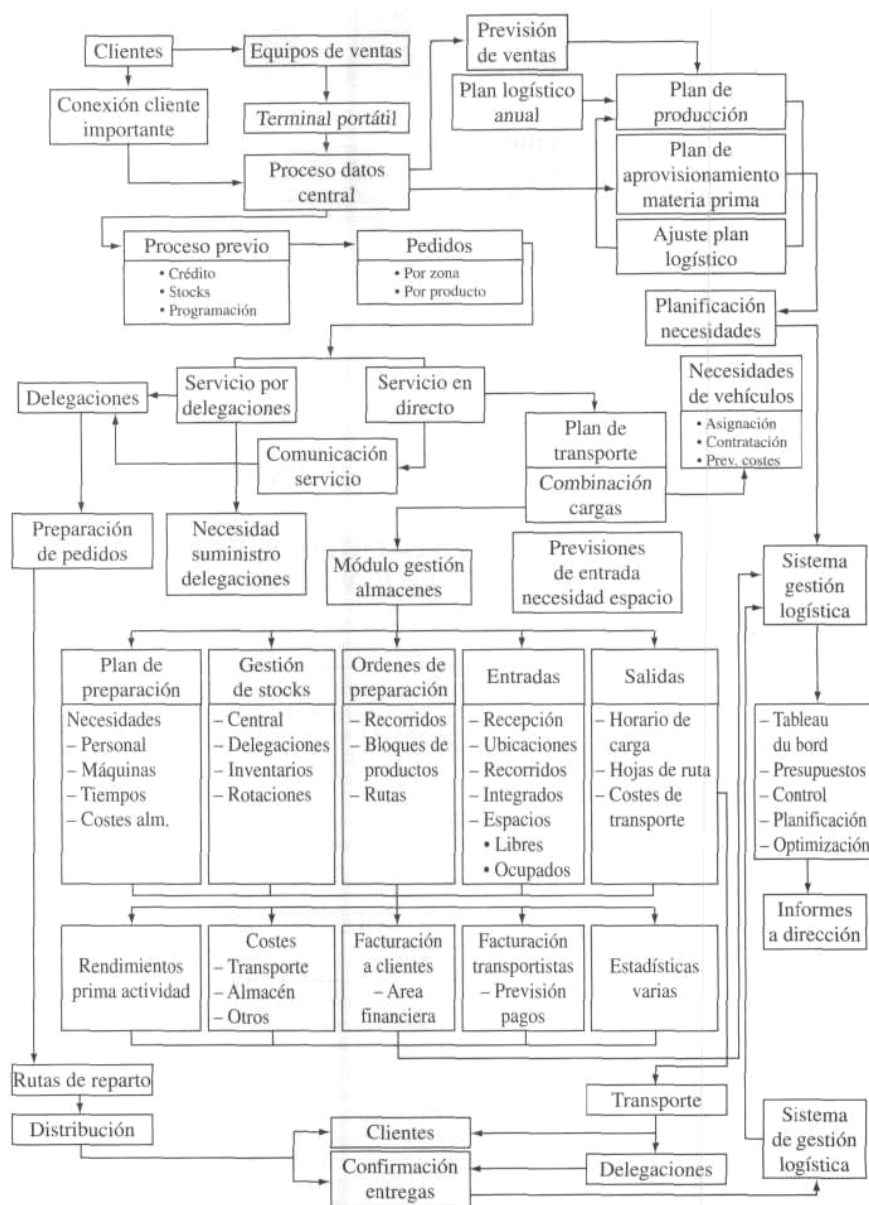 Clientes
Equipos de ventas
Previsión
de ventas
Conexión cliente
importante
Terminal portátil
Plan logístico
anual
Plan de
producción
Proceso datos
central
Plan de
aprovisionamiento
materia prima
Ajuste plan
logístico
Proceso previo
• Crédito
• Stocks
• Programación
Pedidos
• Por zona
• Por producto
Planificación
necesidades
Delegaciones
Servicio por
delegaciones
Servicio en
directo
Necesidades
de vehículos
• Asignación
• Contratación
• Prev. costes
Comunicación
servicio
Plan de
transporte
Combinación
cargas
Preparación
de pedidos
Necesidad
suministro
delegaciones
Módulo gestión
almacenes
Previsiones
de entrada
necesidad espacio
Sistema
gestión
logística
Plan de
preparación
Necesidades
– Personal
– Máquinas
– Tiempos
– Costes alm.
Gestión
de stocks
– Central
– Delegaciones
– Inventarios
– Rotaciones
Ordenes de
preparación
– Recorridos
– Bloques de
productos
– Rutas
Entradas
– Recepción
– Ubicaciones
– Recorridos
– Integrados
– Espacios
• Libres
• Ocupados
Salidas
– Horario de
carga
– Hojas de ruta
– Costes de
transporte
– Tableau
du bord
– Presupuestos
– Control
– Planificación
– Optimización
Informes
a dirección
Rendimientos
prima actividad
Costes
– Transporte
– Almacén
– Otros
Facturación
a clientes
– Area
financiera
Facturación
transportistas
– Previsión
pagos
Estadísticas
varias
Rutas de reparto
Distribución
Transporte
Clientes
Confirmación
entregas
Delegaciones
Sistema
de gestión
logística